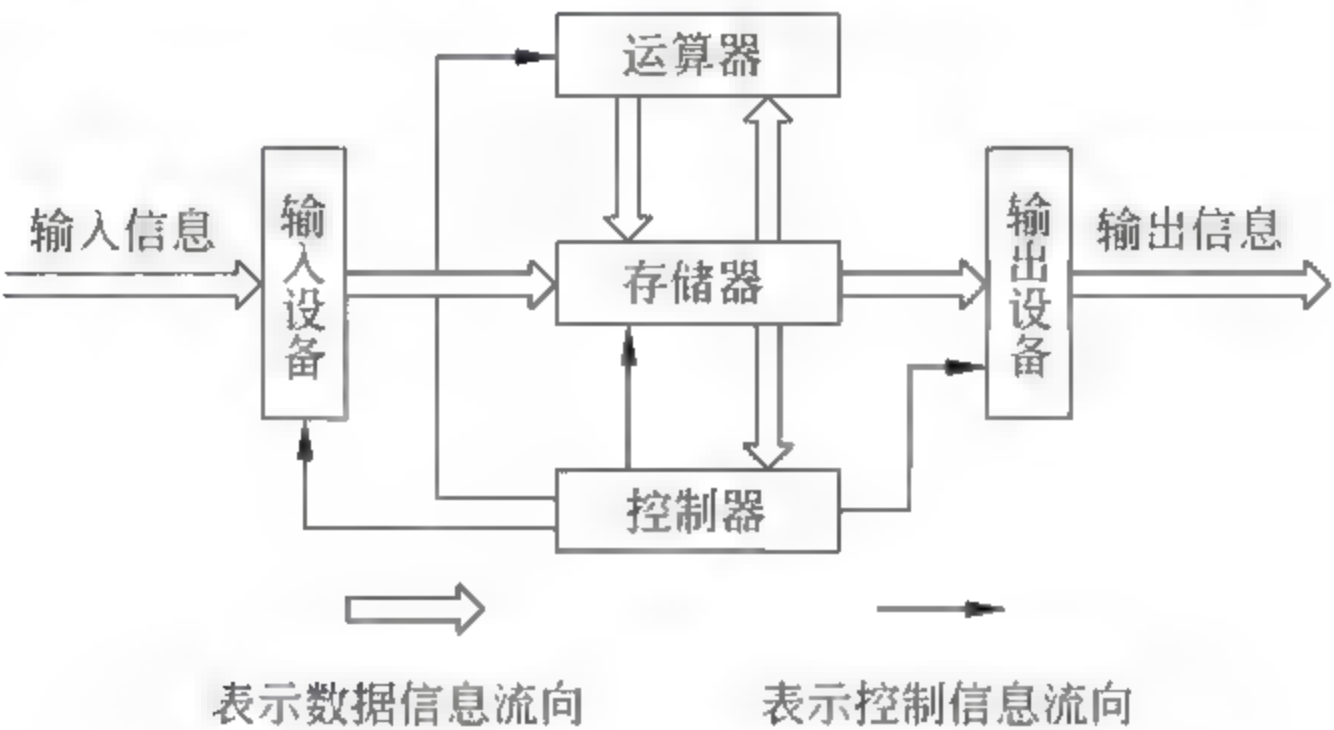 运算器
输入信息
输入设备
存储器
输出设备
输出信息
控制器
表示数据信息流向
表示控制信息流向